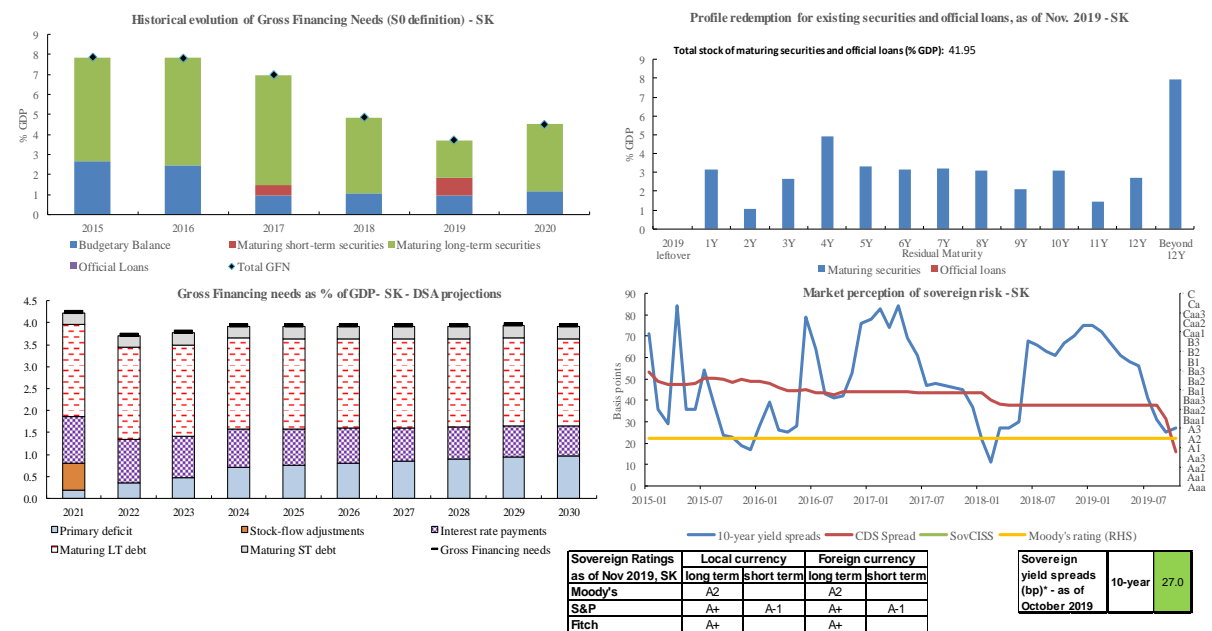 Historical evolution of Gross Financing Needs (S0 definition) - SK
% GDP
9
8
7
6
5
4
3
2
1
0
2015 2016 2017 2018 2019 2020
Budgetary Balance Maturing short-term securities Maturing long-term securities
Official Loans Total GFN
Profile redemption for existing securities and official loans, as of Nov. 2019 - SK
Total stock of maturing securities and official loans (% GDP): 41.95
% GDP
9
8
7
6
5
4
3
2
1
0
2019 leftover 1Y 2Y 3Y 4Y 5Y 6Y 7Y 8Y 9Y 10Y 11Y 12Y Beyond 12Y
Residual Maturity
Maturing securities Official loans
Gross Financing needs as % of GDP- SK - DSA projections
4.5
4.0
3.5
3.0
2.5
2.0
1.5
1.0
0.5
0.0
2021 2022 2023 2024 2025 2026 2027 2028 2029 2030
Primary deficit Stock-flow adjustments Interest rate payments
Maturing LT debt Maturing ST debt Gross Financing needs
Market perception of sovereign risk - SK
Basis points
90
80
70
60
50
40
30
20
10
0
C
Ca
Caa3
Caa2
Caa1
B3
B2
B1
Ba3
Ba2
Ba1
Baa3
Baa2
Baa1
A3
A2
A1
Aa3
Aa2
Aa1
Aaa
2015-01 2015-07 2016-01 2016-07 2017-01 2017-07 2018-01 2018-07 2019-01 2019-07
10-year yield spreads CDS Spread SovCISS Moody's rating (RHS)
Sovereign Ratings Local currency Foreign currency
as of Nov 2019, SK long term short term long term short term
Moody's A2 A2
S&P A+ A-1 A+ A-1
Fitch A+ A+
Sovereign
yield spreads
(bp)* - as of
October 2019
10-year 27.0